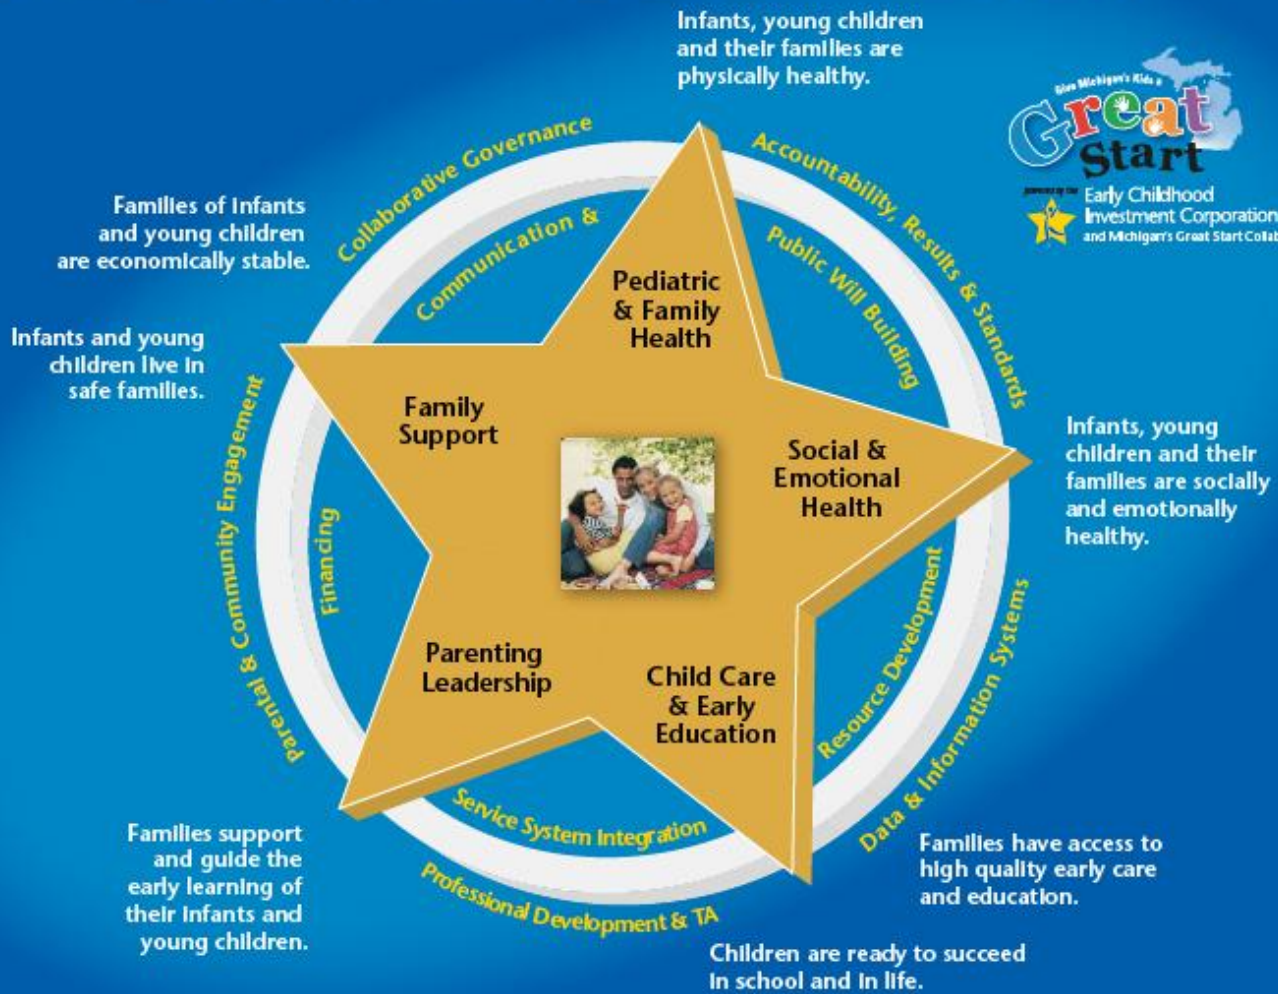 Infants, young children
and their families are
physically healthy.
Give Michigan's Kids a
Great
Start
Early Childhood
Investment Corporation
and Michigan's Great Start Collab
Collaborative Governance
Accountability, Results & Standards
Families of infants
and young children
are economically stable.
Communication &
Public Will Building
Pediatric
& Family
Health
Infants and young
children live in
safe families.
Family
Support
Social &
Emotional
Health
Infants, young
children and their
families are socially
and emotionally
healthy.
Parental & Community Engagement
Financing
Resource Development
Data & Information Systems
Parenting
Leadership
Child Care
& Early
Education
Service System Integration
Professional Development & TA
Families support
and guide the
early learning of
their infants and
young children.
Families have access to
high quality early care
and education.
Children are ready to succeed
in school and in life.